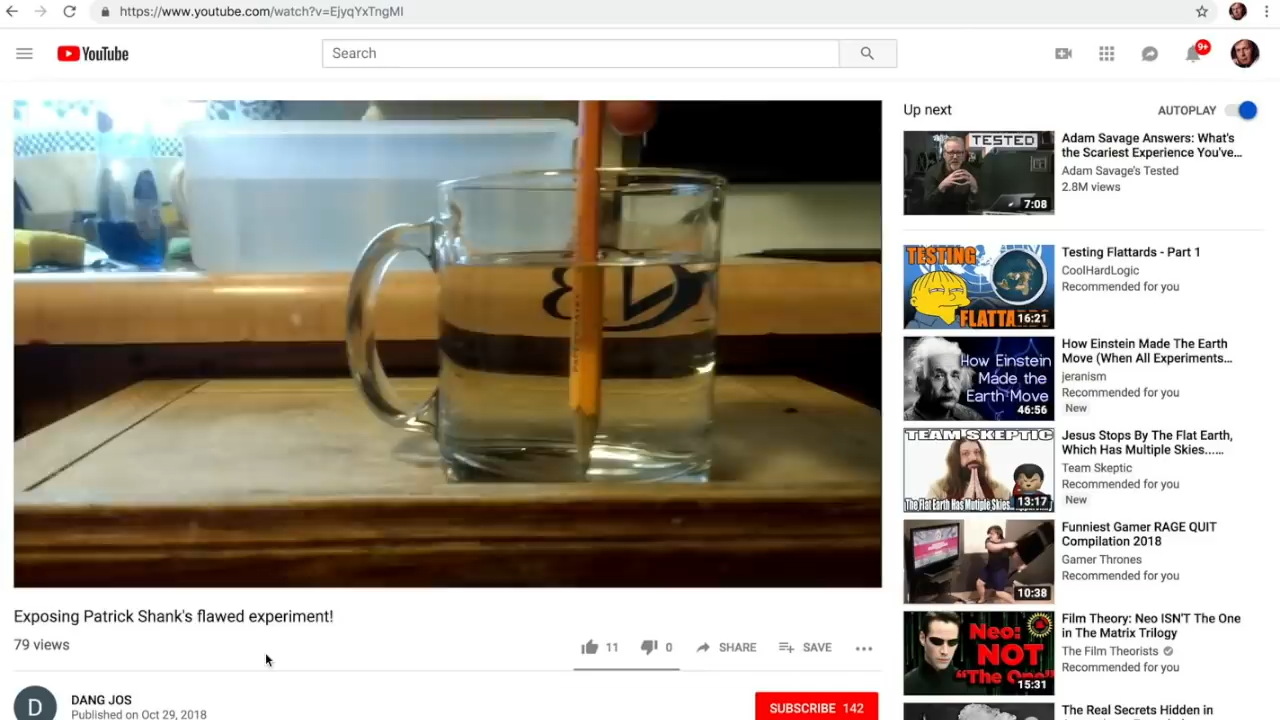 https://www.youtube.com/watch?v=EjyqYxTngMI
YouTube
Search
9+
Up next
AUTOPLAY
TESTED
7:08
Adam Savage Answers: What's
the Scariest Experience You've...
Adam Savage's Tested
2.8M views
TESTING
FLATTA
16:21
Testing Flattards - Part 1
CoolHardLogic
Recommended for you
How Einstein
Made the
Earth Move
46:56
How Einstein Made The Earth
Move (When All Experiments...
jeranism
Recommended for you
New
TEAM SKEPTIC
13:17
Jesus Stops By The Flat Earth,
Which Has Multiple Skies......
Team Skeptic
Recommended for you
New
10:38
Funniest Gamer RAGE QUIT
Compilation 2018
Gamer Thrones
Recommended for you
Neo:
NOT
"The One"
15:31
Film Theory: Neo ISN'T The One
in The Matrix Trilogy
The Film Theorists
Recommended for you
The Real Secrets Hidden in
Exposing Patrick Shank's flawed experiment!
79 views
11
0
SHARE
SAVE
D
DANG JOS
Published on Oct 29, 2018
SUBSCRIBE 142